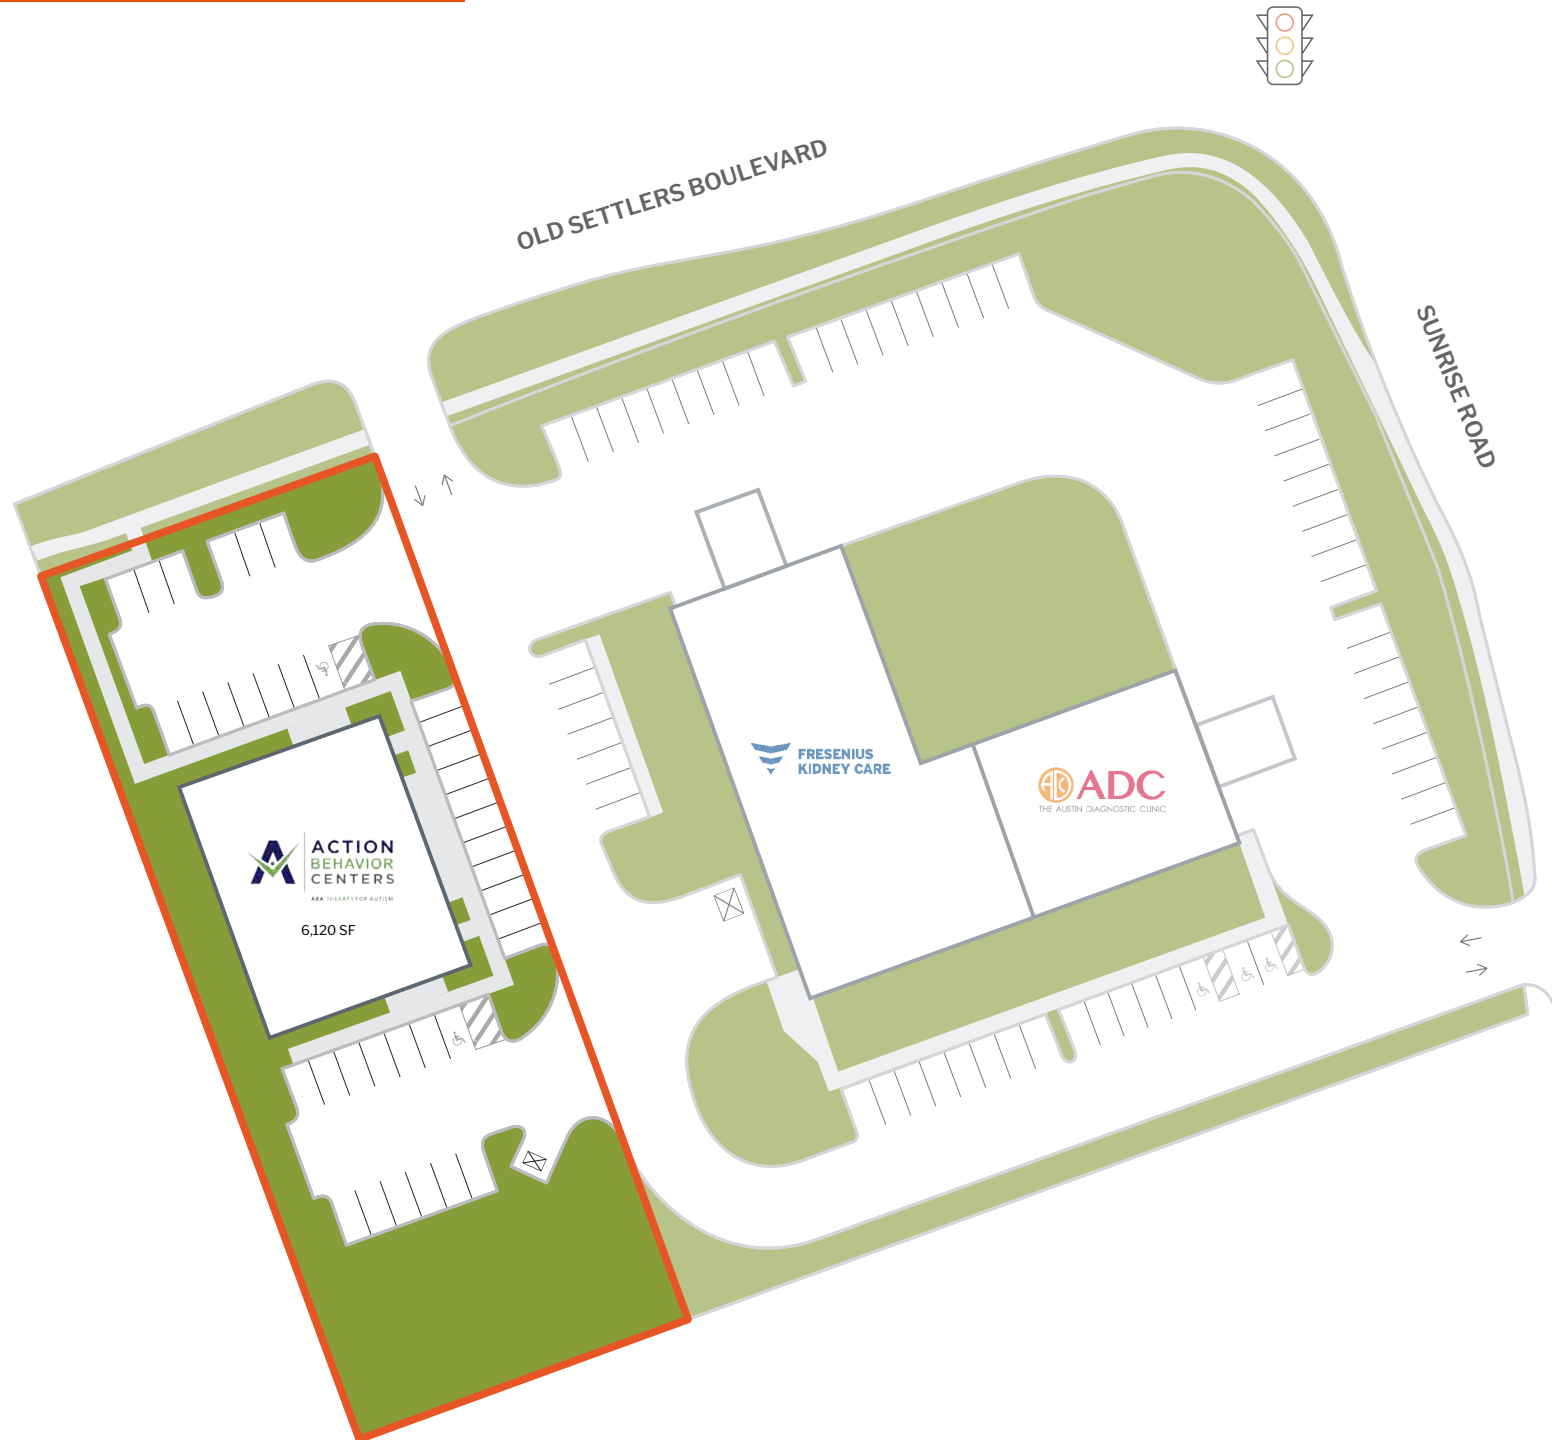 OLD SETTLERS BOULEVARD
SUNRISE ROAD
FRESENIUS
KIDNEY CARE
ADC
THE AUSTIN DIAGNOSTIC CLINIC
ACTION
BEHAVIOR
CENTERS
ABA THERAPY FOR AUTISM
6,120 SF